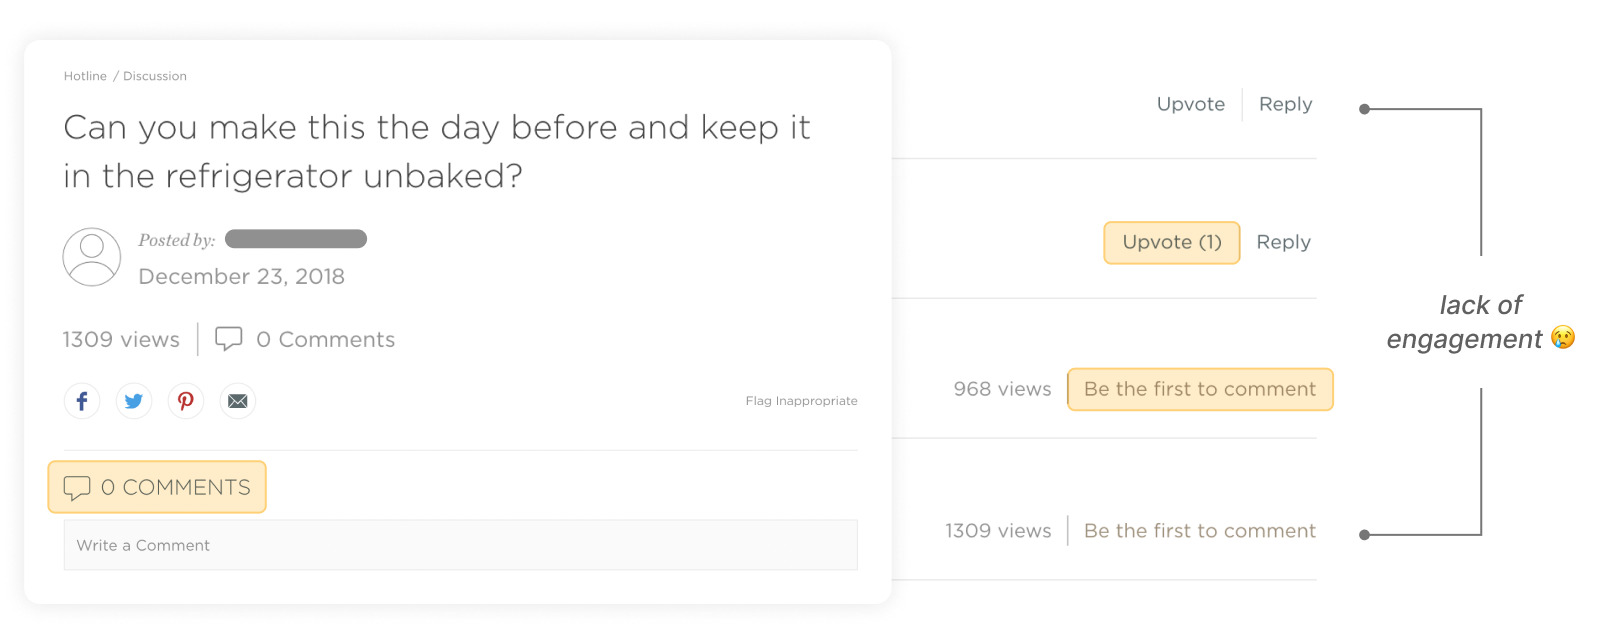 Hotline / Discussion
Can you make this the day before and keep it
in the refrigerator unbaked?
Posted by:
December 23, 2018
1309 views
0 Comments
Flag Inappropriate
0 COMMENTS
Write a Comment
Upvote
Reply
Upvote (1)
Reply
968 views
Be the first to comment
1309 views
Be the first to comment
lack of
engagement 😢